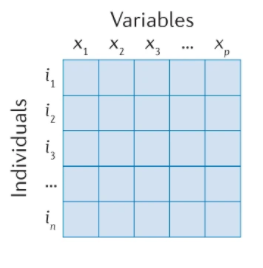 Variables
x₁ x₂ x₃ ... xₚ
Individuals
i₁
i₂
i₃
...
iₙ